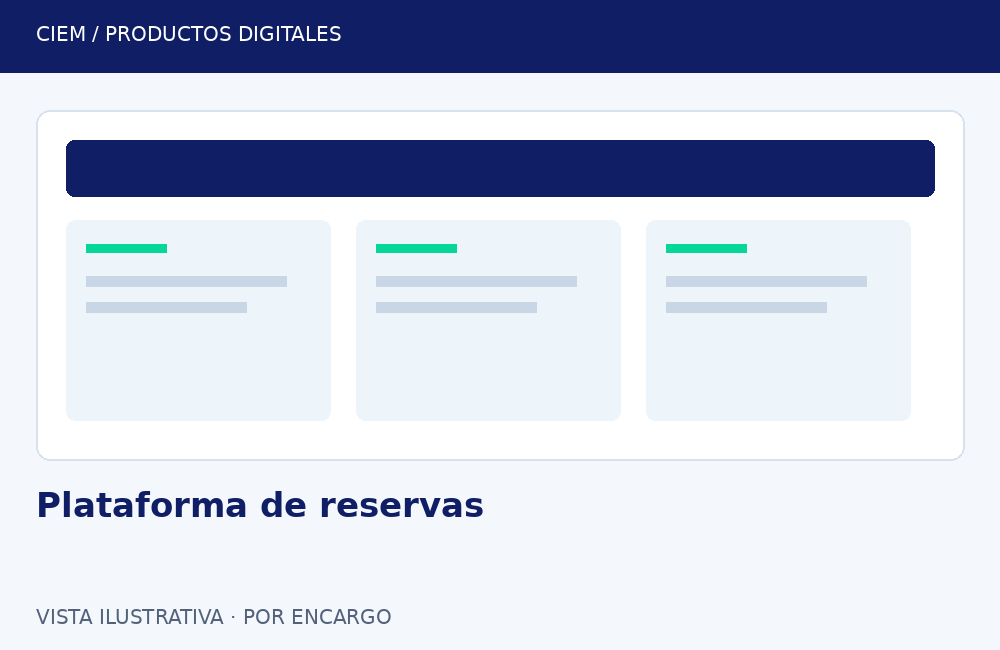 CIEM / PRODUCTOS DIGITALES
Plataforma de reservas
VISTA ILUSTRATIVA · POR ENCARGO